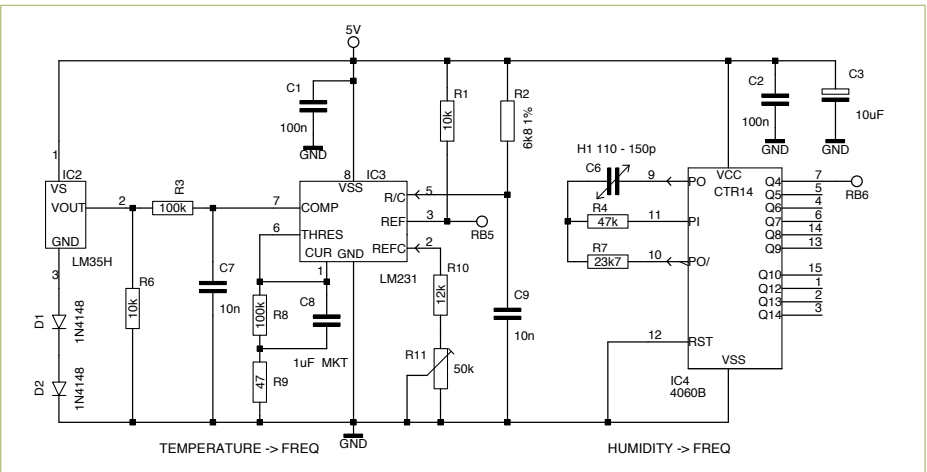 5V
C1
100n
GND
R1
10k
R2
6k8 1%
C2
100n
GND
C3
10uF
GND
1
IC2
VS
VOUT
GND
LM35H
2
3
R3
100k
R6
10k
C7
10n
D1
1N4148
D2
1N4148
8
IC3
VSS
7
COMP
6
THRES
CUR
GND
1
R/C
5
REF
3
RB5
REFC
2
LM231
R8
100k
C8
1uF MKT
R9
47
R10
12k
R11
50k
C9
10n
H1 110 - 150p
C6
R4
47k
R7
23k7
9
PO
11
PI
10
PO/
12
RST
VCC
CTR14
VSS
IC4
4060B
Q4
7
RB6
Q5
5
Q6
4
Q7
6
Q8
14
Q9
13
Q10
15
Q12
1
Q13
2
Q14
3
GND
TEMPERATURE -> FREQ
HUMIDITY -> FREQ